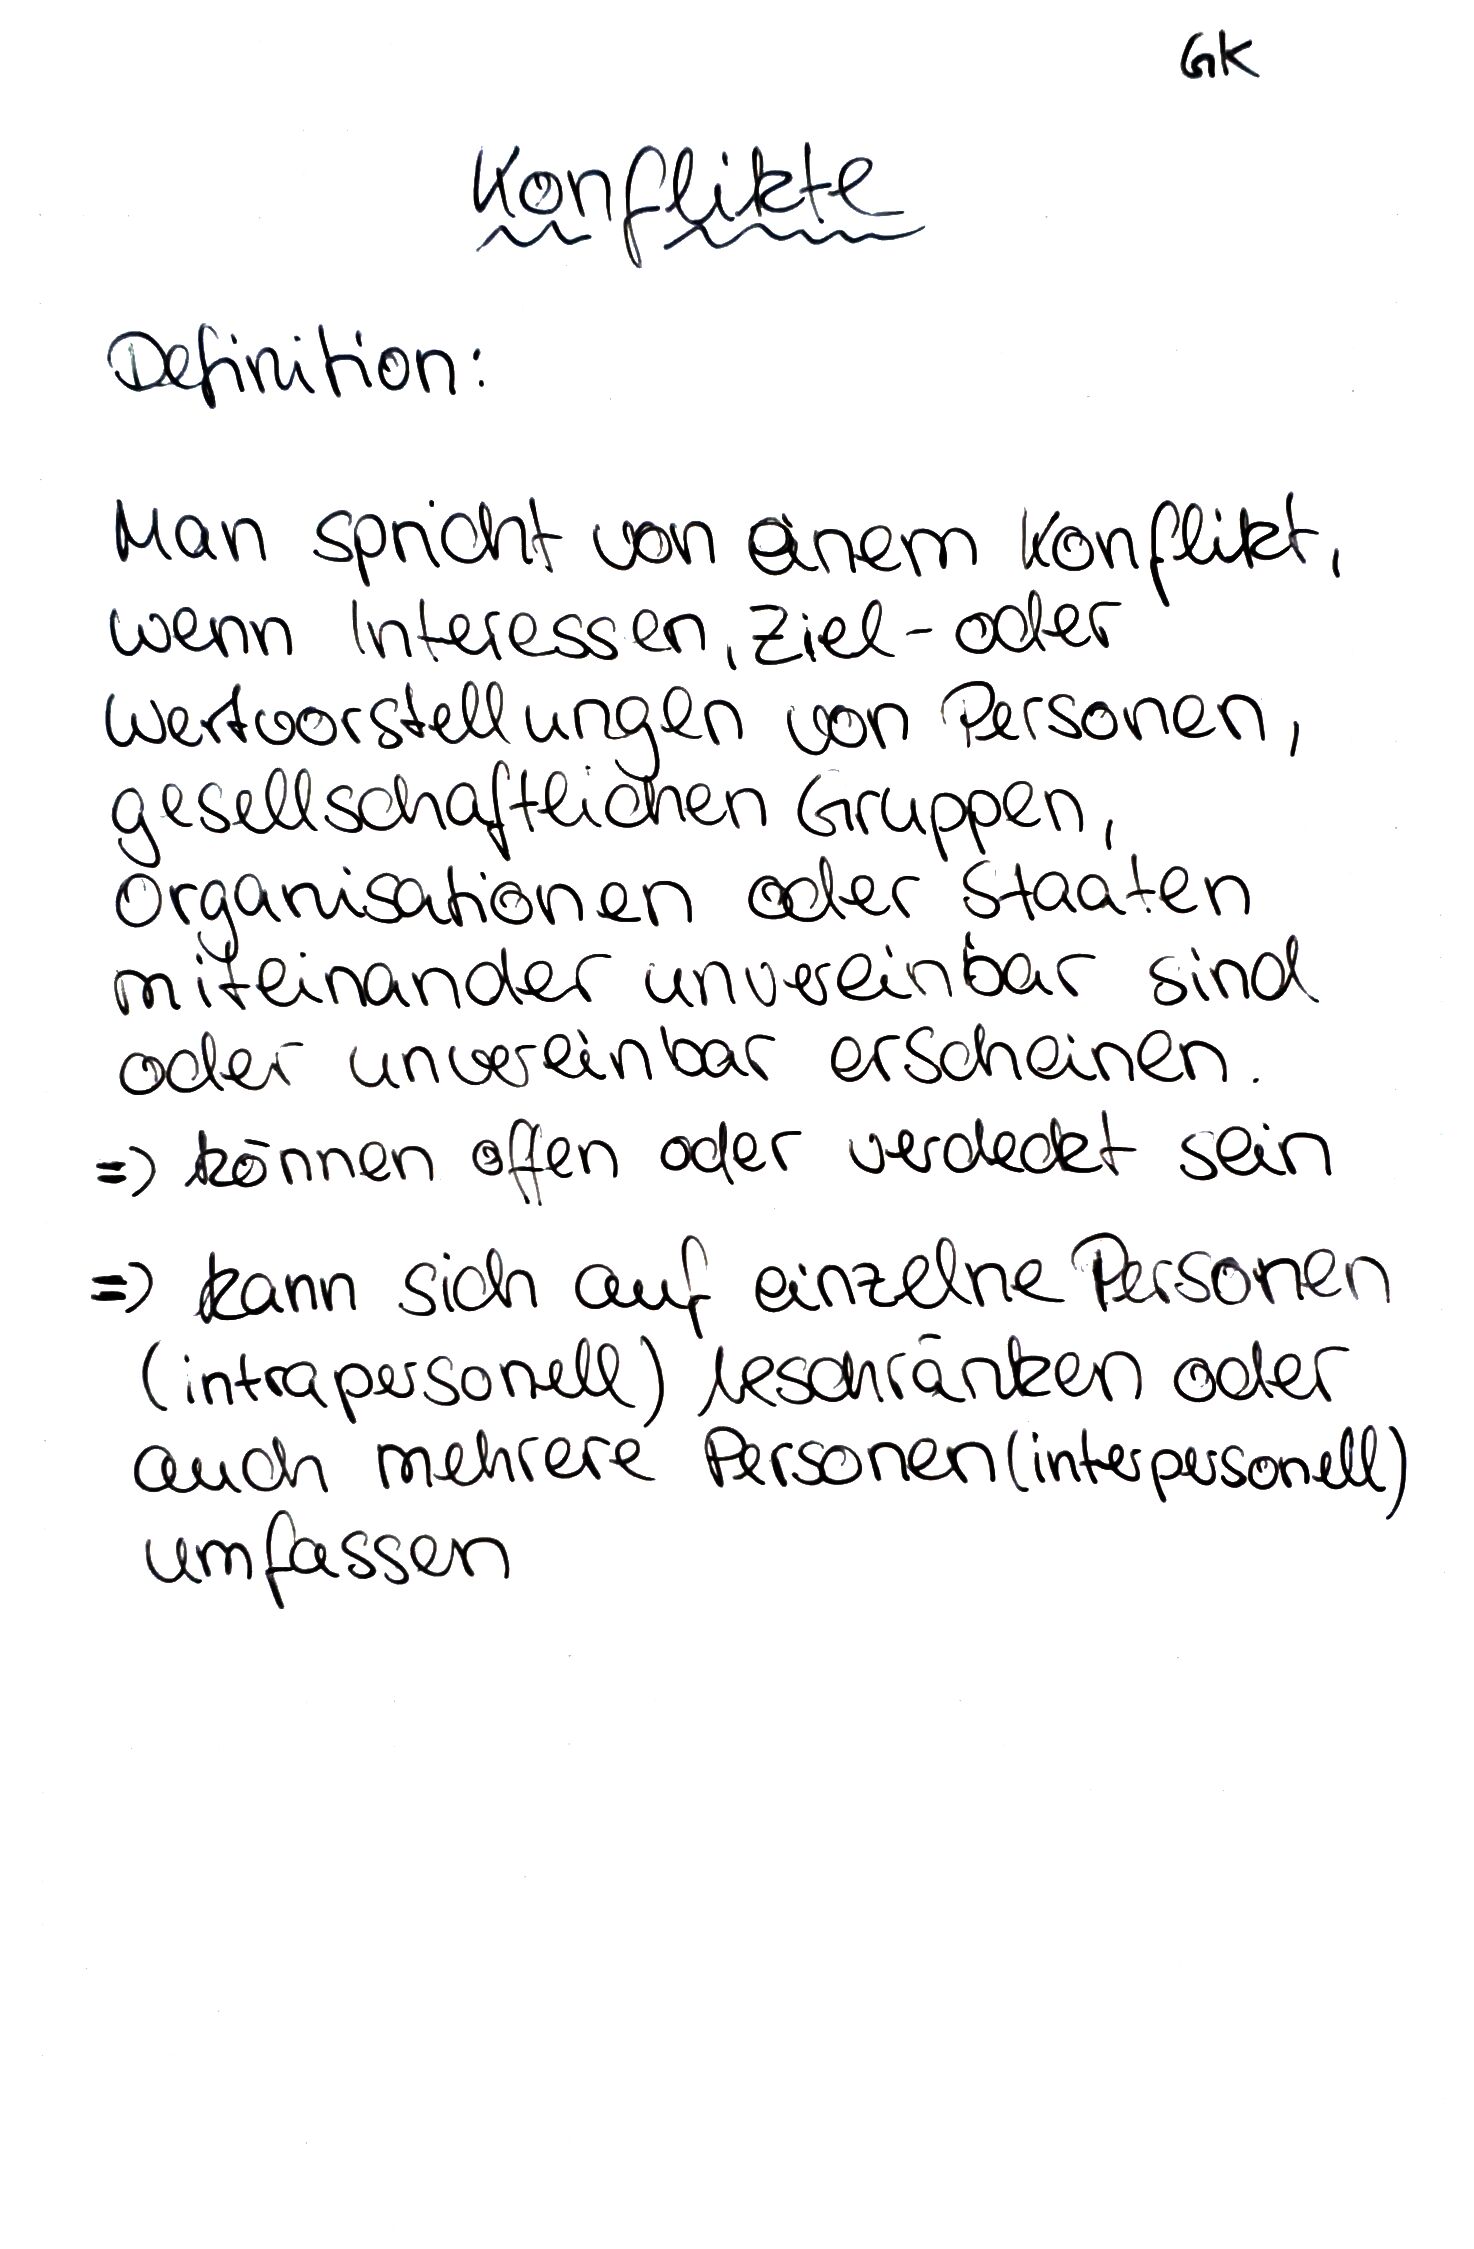 GK
Konflikte
Definition:
Man spricht von einem Konflikt,
wenn Interessen, Ziel- oder
Wertvorstellungen von Personen,
gesellschaftlichen Gruppen,
Organisationen oder Staaten
miteinander unvereinbar sind
oder unvereinbar erscheinen.
=> können offen oder verdeckt sein
=> kann sich auf einzelne Personen
(intrapersonell) beschränken oder
auch mehrere Personen (interpersonell)
umfassen